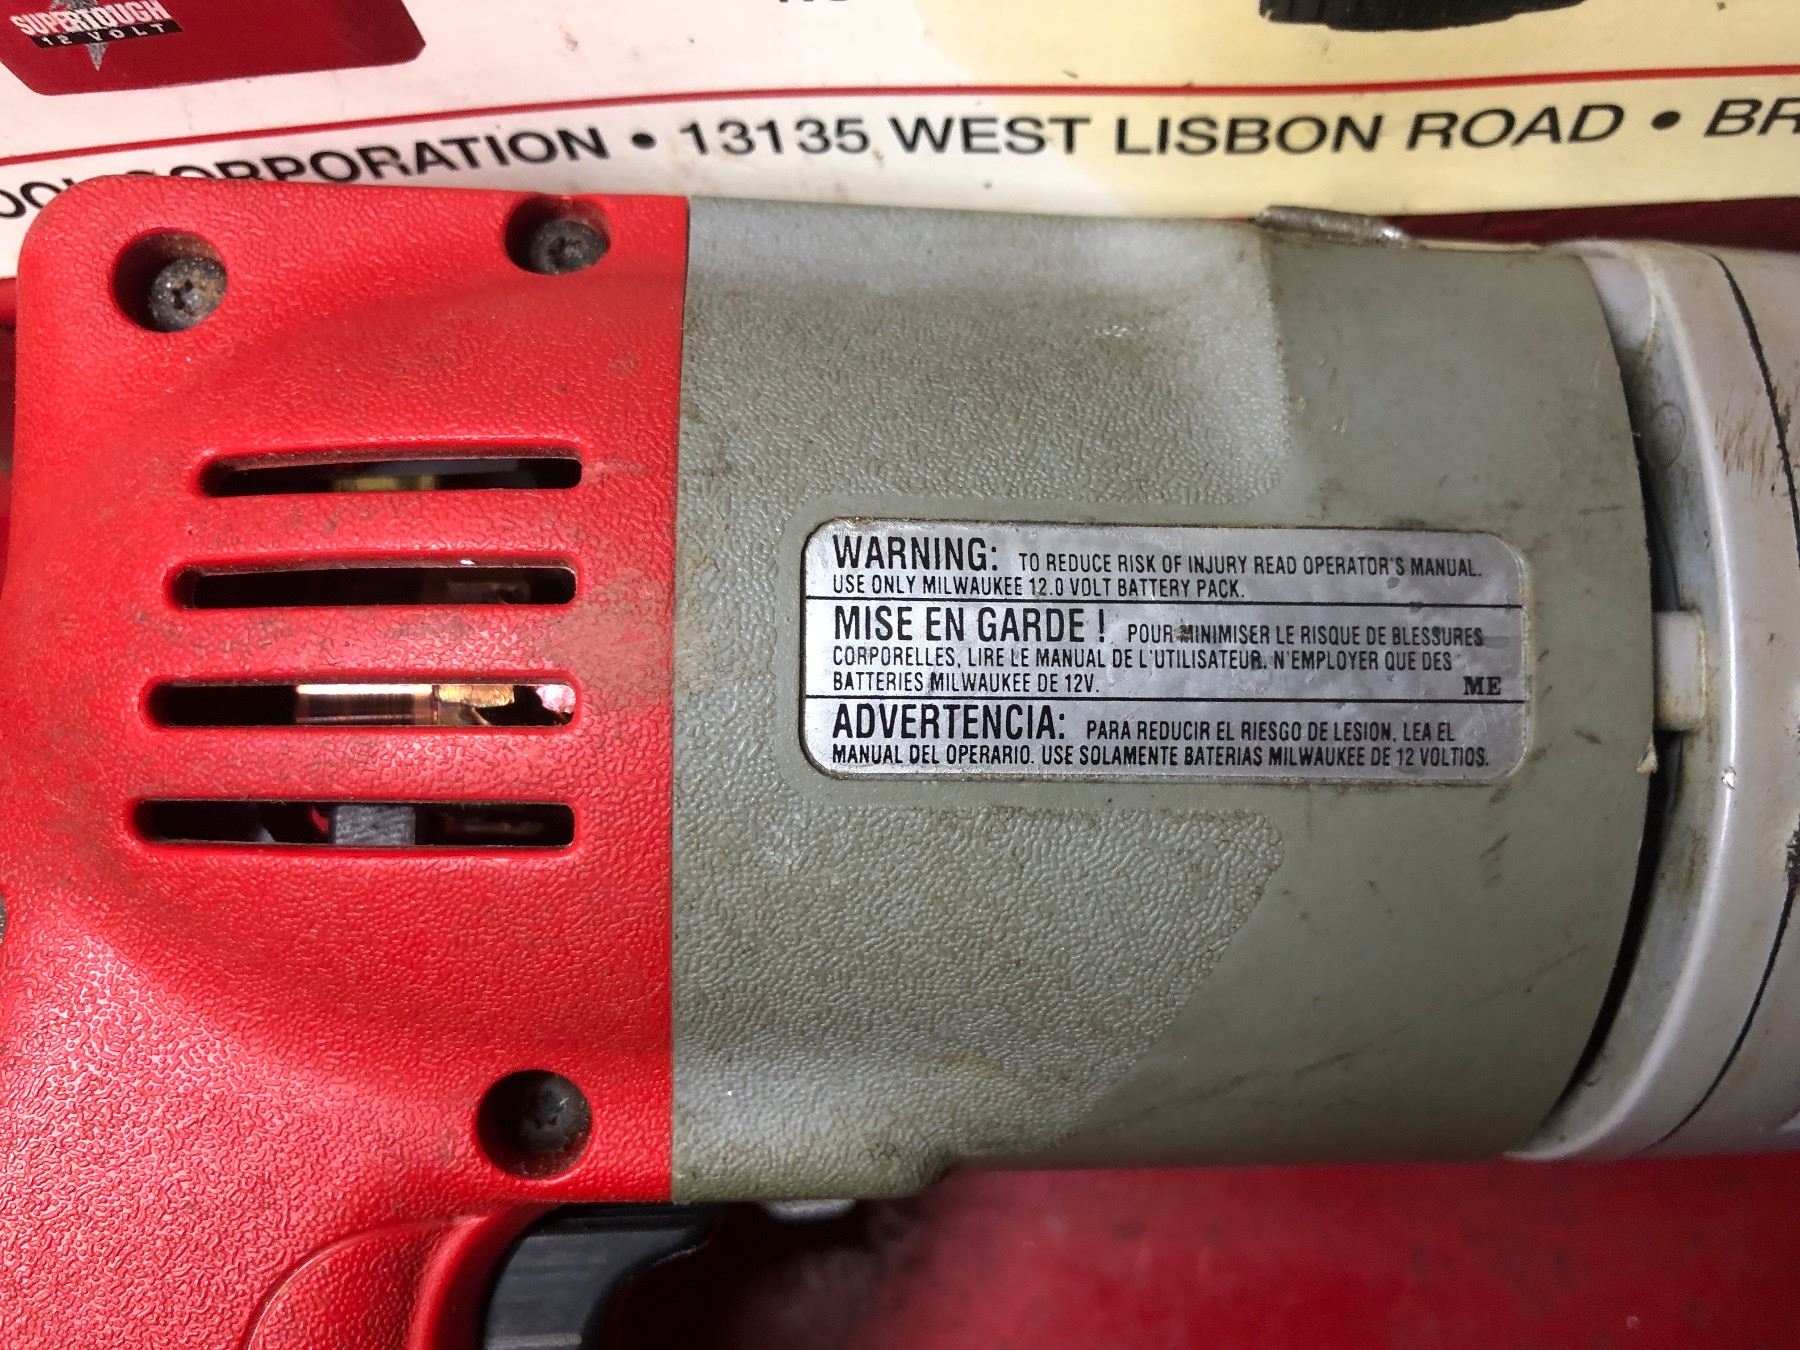 SUPERTOUGH
12 VOLT
CORPORATION • 13135 WEST LISBON ROAD •
WARNING: TO REDUCE RISK OF INJURY READ OPERATOR'S MANUAL.
USE ONLY MILWAUKEE 12.0 VOLT BATTERY PACK.
MISE EN GARDE ! POUR MINIMISER LE RISQUE DE BLESSURES
CORPORELLES, LIRE LE MANUAL DE L'UTILISATEUR. N'EMPLOYER QUE DES
BATTERIES MILWAUKEE DE 12V. ME
ADVERTENCIA: PARA REDUCIR EL RIESGO DE LESION, LEA EL
MANUAL DEL OPERARIO. USE SOLAMENTE BATERIAS MILWAUKEE DE 12 VOLTIOS.